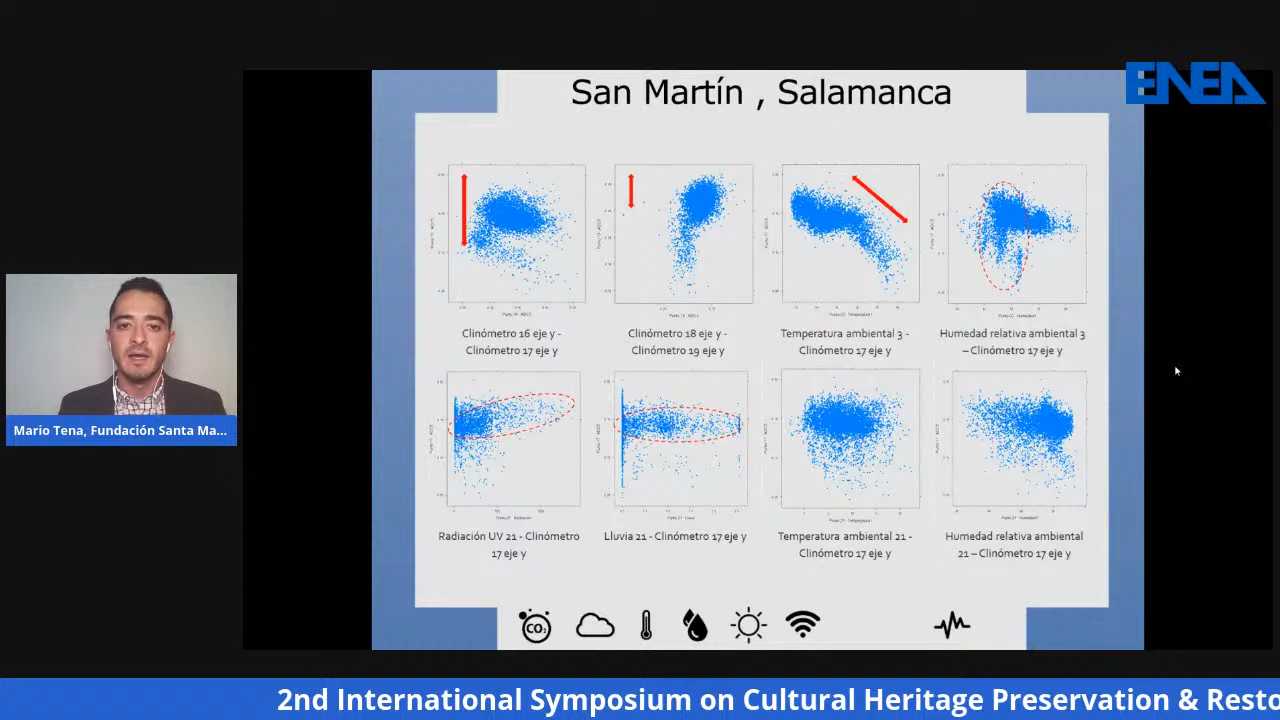 San Martín , Salamanca
ENEA
Clinómetro 16 eje y -
Clinómetro 17 eje y
Clinómetro 18 eje y -
Clinómetro 19 eje y
Temperatura ambiental 3 -
Clinómetro 17 eje y
Humedad relativa ambiental 3
– Clinómetro 17 eje y
Radiación UV 21 - Clinómetro
17 eje y
Lluvia 21 - Clinómetro 17 eje y
Temperatura ambiental 21 -
Clinómetro 17 eje y
Humedad relativa ambiental
21 – Clinómetro 17 eje y
Mario Tena, Fundación Santa Ma...
CO₂
2nd International Symposium on Cultural Heritage Preservation & Resto